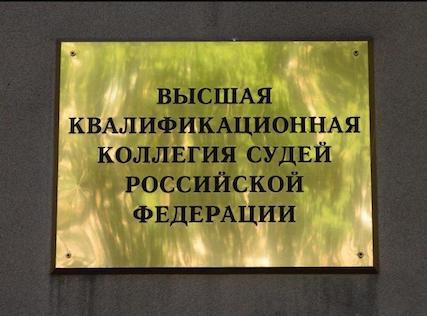 ВЫСШАЯ
КВАЛИФИКАЦИОННАЯ
КОЛЛЕГИЯ СУДЕЙ
РОССИЙСКОЙ
ФЕДЕРАЦИИ